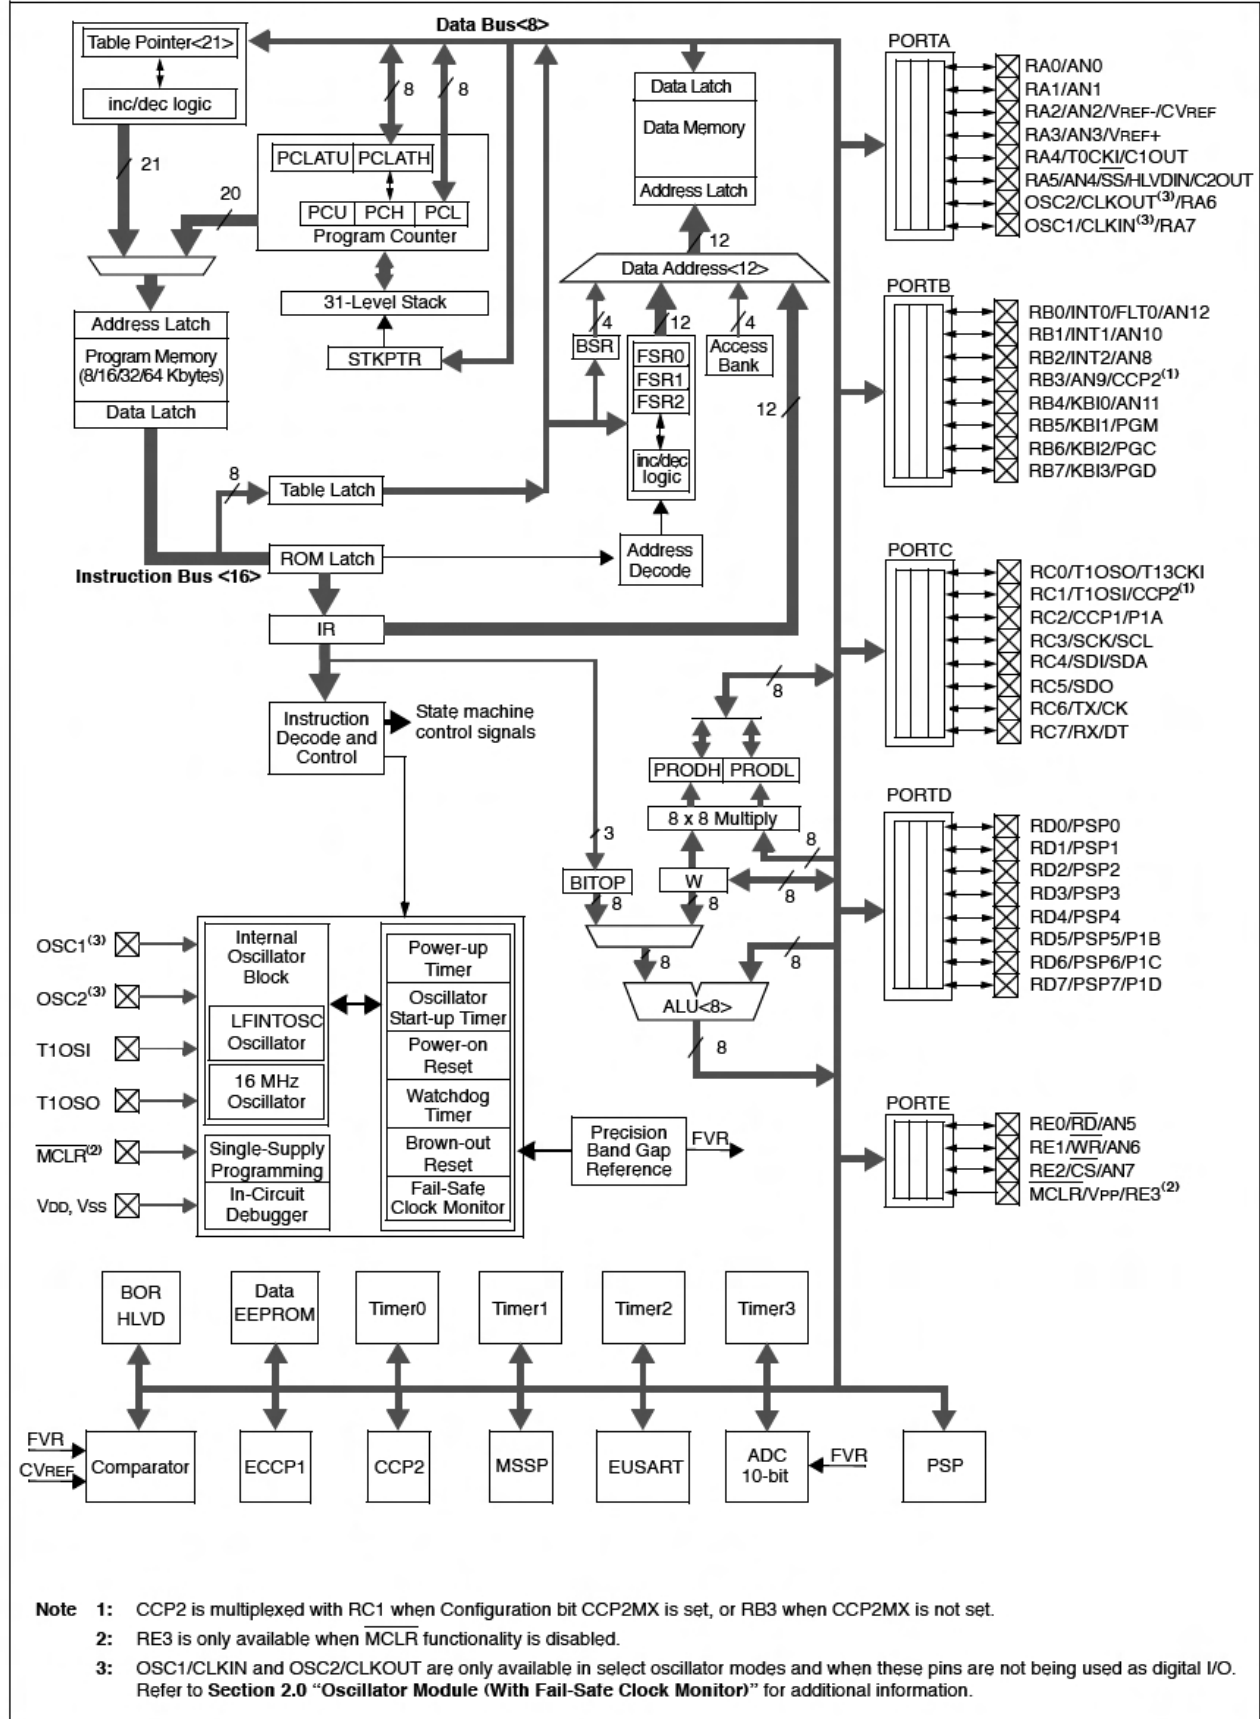 Data Bus<8>
Table Pointer<21>
inc/dec logic
21
20
8
8
PCLATU PCLATH
PCU PCH PCL
Program Counter
31-Level Stack
STKPTR
Address Latch
Program Memory
(8/16/32/64 Kbytes)
Data Latch
8
Table Latch
ROM Latch
Instruction Bus <16>
IR
Data Latch
Data Memory
Address Latch
12
Data Address<12>
4
12
4
BSR
FSR0
FSR1
FSR2
inc/dec
logic
Access
Bank
12
Address
Decode
Instruction
Decode and
Control
State machine
control signals
8
PRODH PRODL
8 x 8 Multiply
3
8
BITOP
W
8
8
8
8
8
ALU<8>
8
PORTA
RA0/AN0
RA1/AN1
RA2/AN2/VREF-/CVREF
RA3/AN3/VREF+
RA4/T0CKI/C1OUT
RA5/AN4/SS/HLVDIN/C2OUT
OSC2/CLKOUT(3)/RA6
OSC1/CLKIN(3)/RA7
PORTB
RB0/INT0/FLT0/AN12
RB1/INT1/AN10
RB2/INT2/AN8
RB3/AN9/CCP2(1)
RB4/KBI0/AN11
RB5/KBI1/PGM
RB6/KBI2/PGC
RB7/KBI3/PGD
PORTC
RC0/T1OSO/T13CKI
RC1/T1OSI/CCP2(1)
RC2/CCP1/P1A
RC3/SCK/SCL
RC4/SDI/SDA
RC5/SDO
RC6/TX/CK
RC7/RX/DT
PORTD
RD0/PSP0
RD1/PSP1
RD2/PSP2
RD3/PSP3
RD4/PSP4
RD5/PSP5/P1B
RD6/PSP6/P1C
RD7/PSP7/P1D
PORTE
RE0/RD/AN5
RE1/WR/AN6
RE2/CS/AN7
MCLR/VPP/RE3(2)
OSC1(3)
OSC2(3)
T1OSI
T1OSO
MCLR(2)
VDD, VSS
Internal
Oscillator
Block
LFINTOSC
Oscillator
16 MHz
Oscillator
Single-Supply
Programming
In-Circuit
Debugger
Power-up
Timer
Oscillator
Start-up Timer
Power-on
Reset
Watchdog
Timer
Brown-out
Reset
Fail-Safe
Clock Monitor
Precision
Band Gap
Reference
FVR
BOR
HLVD
Data
EEPROM
Timer0
Timer1
Timer2
Timer3
FVR
CVREF
Comparator
ECCP1
CCP2
MSSP
EUSART
ADC
10-bit
FVR
PSP
Note 1: CCP2 is multiplexed with RC1 when Configuration bit CCP2MX is set, or RB3 when CCP2MX is not set.
2: RE3 is only available when MCLR functionality is disabled.
3: OSC1/CLKIN and OSC2/CLKOUT are only available in select oscillator modes and when these pins are not being used as digital I/O.
Refer to Section 2.0 “Oscillator Module (With Fail-Safe Clock Monitor)” for additional information.